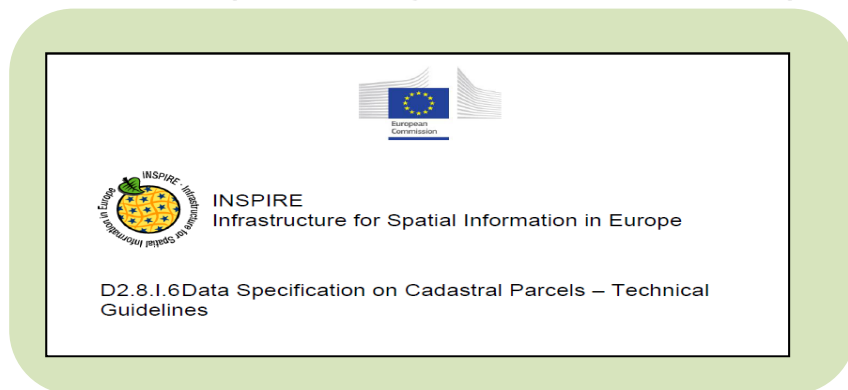 European
Commission
INSPIRE - Infrastructure for Spatial Information in Europe
INSPIRE
Infrastructure for Spatial Information in Europe
D2.8.I.6Data Specification on Cadastral Parcels – Technical
Guidelines